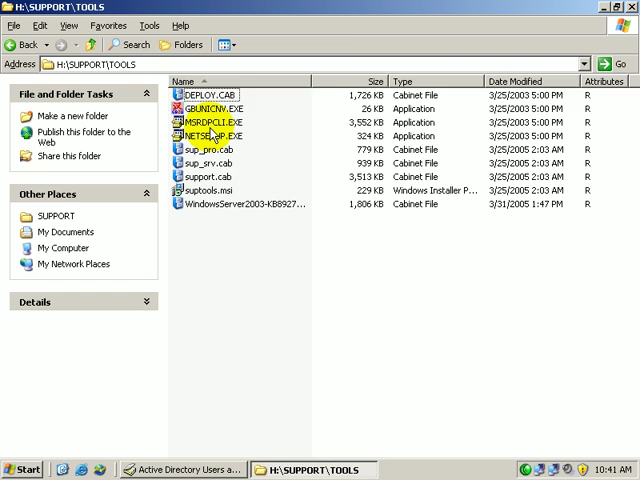 H:\SUPPORT\TOOLS
File Edit View Favorites Tools Help
Back Search Folders
Address H:\SUPPORT\TOOLS Go
Name Size Type Date Modified Attributes
File and Folder Tasks
Make a new folder
Publish this folder to the Web
Share this folder
Other Places
SUPPORT
My Documents
My Computer
My Network Places
Details
DEPLOY.CAB 1,726 KB Cabinet File 3/25/2003 5:00 PM R
GBUNICNV.EXE 26 KB Application 3/25/2003 5:00 PM R
MSRDPCLI.EXE 3,552 KB Application 3/25/2003 5:00 PM R
324 KB Application 3/25/2003 5:00 PM R
sup_pro.cab 779 KB Cabinet File 3/25/2005 2:03 AM R
sup_srv.cab 939 KB Cabinet File 3/25/2005 2:03 AM R
support.cab 3,513 KB Cabinet File 3/25/2005 2:03 AM R
suptools.msi 229 KB Windows Installer P... 3/25/2005 2:03 AM R
WindowsServer2003-KB8927... 1,806 KB Cabinet File 3/31/2005 1:47 PM R
Start Active Directory Users a... H:\SUPPORT\TOOLS 10:41 AM